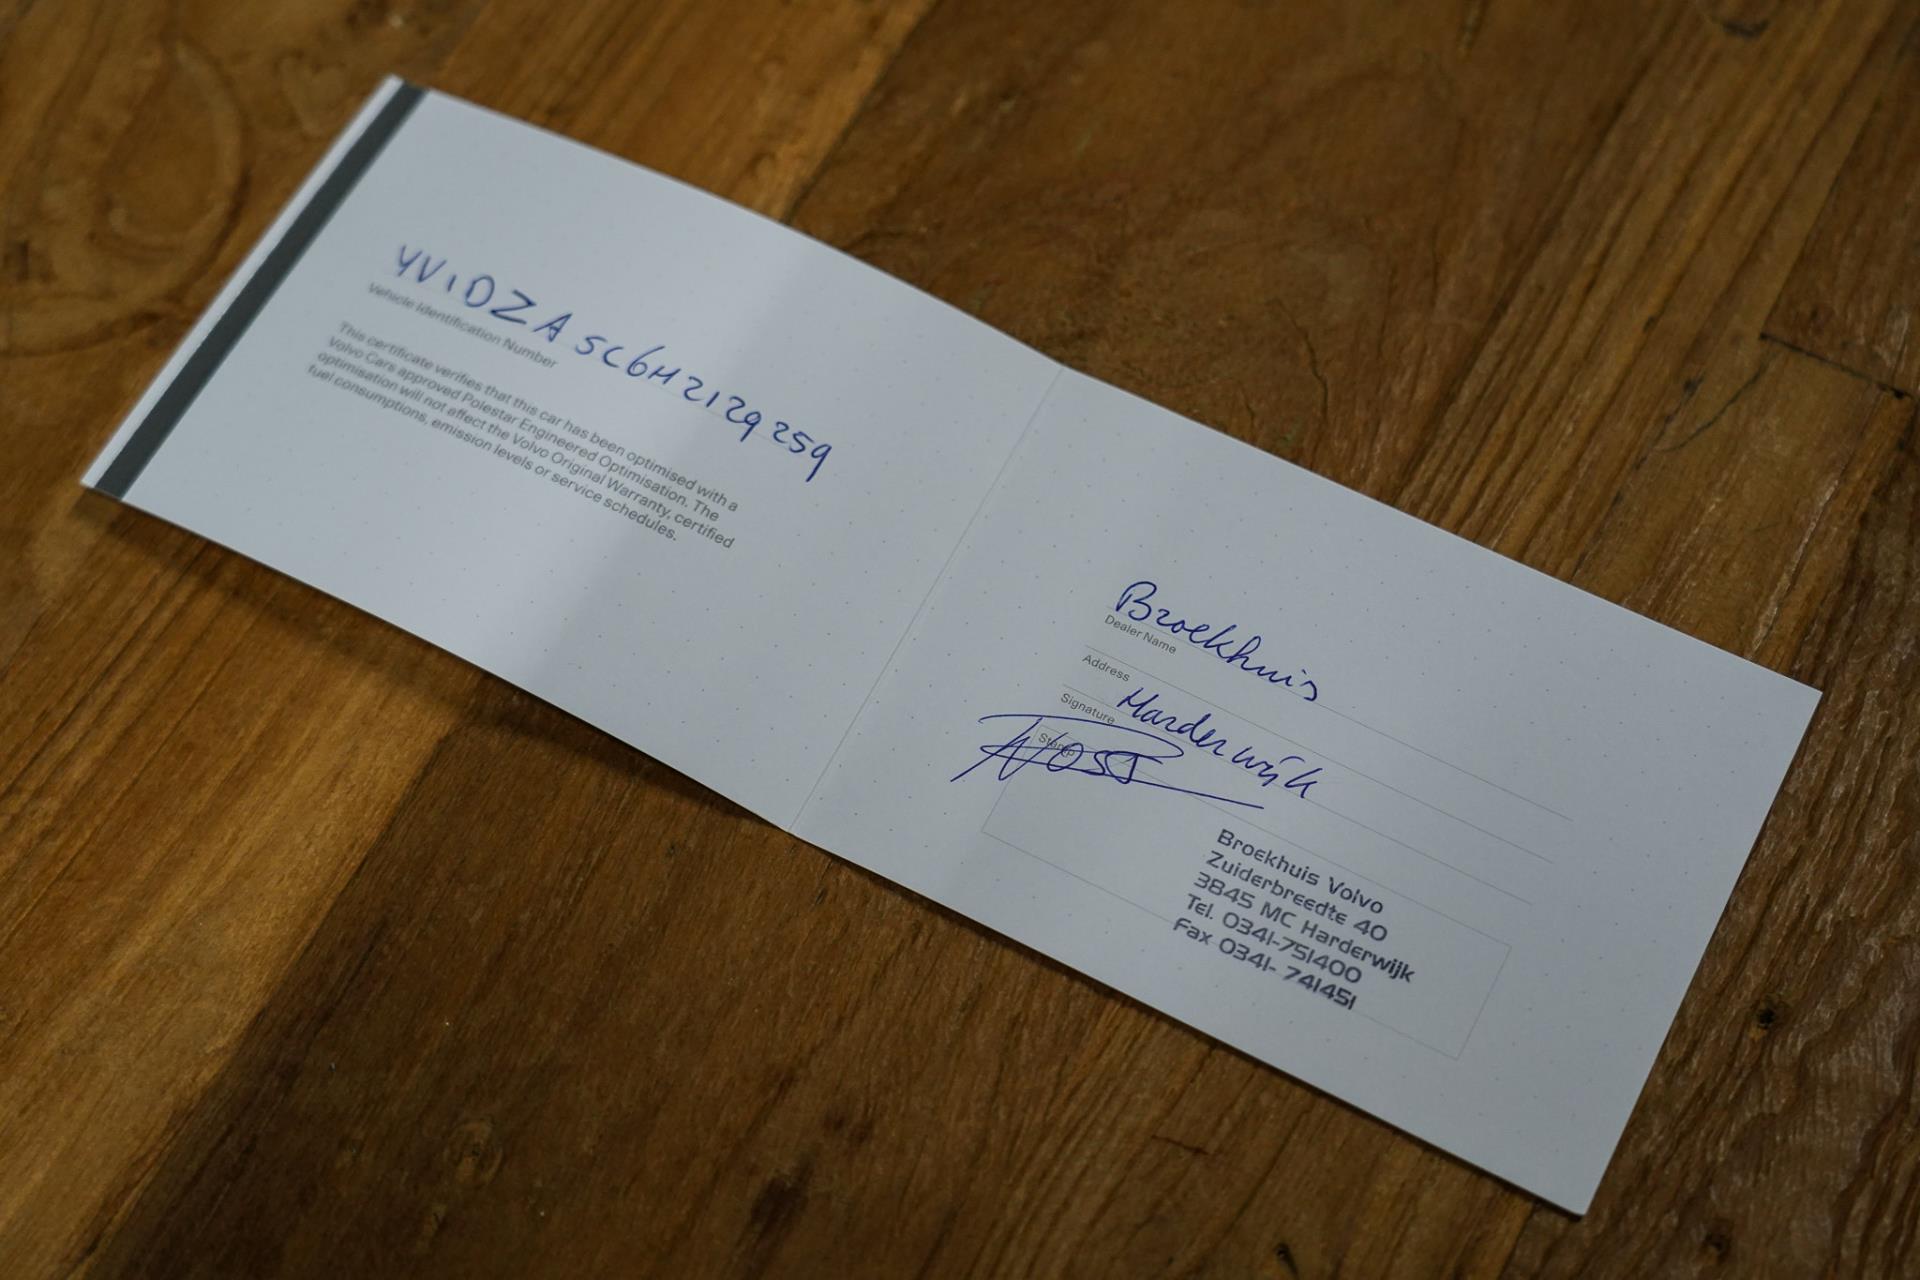 YV1DZA5C6H2129259
Vehicle Identification Number
This certificate verifies that this car has been optimised with a
Volvo Cars approved Polestar Engineered Optimisation. The
optimisation will not affect the Volvo Original Warranty, certified
fuel consumptions, emission levels or service schedules.
Broekhuis
Dealer Name
Address
Harderwijk
Signature
Stamp
Broekhuis Volvo
Zuiderbreedte 40
3845 MC Harderwijk
Tel. 0341-751400
Fax 0341- 741451